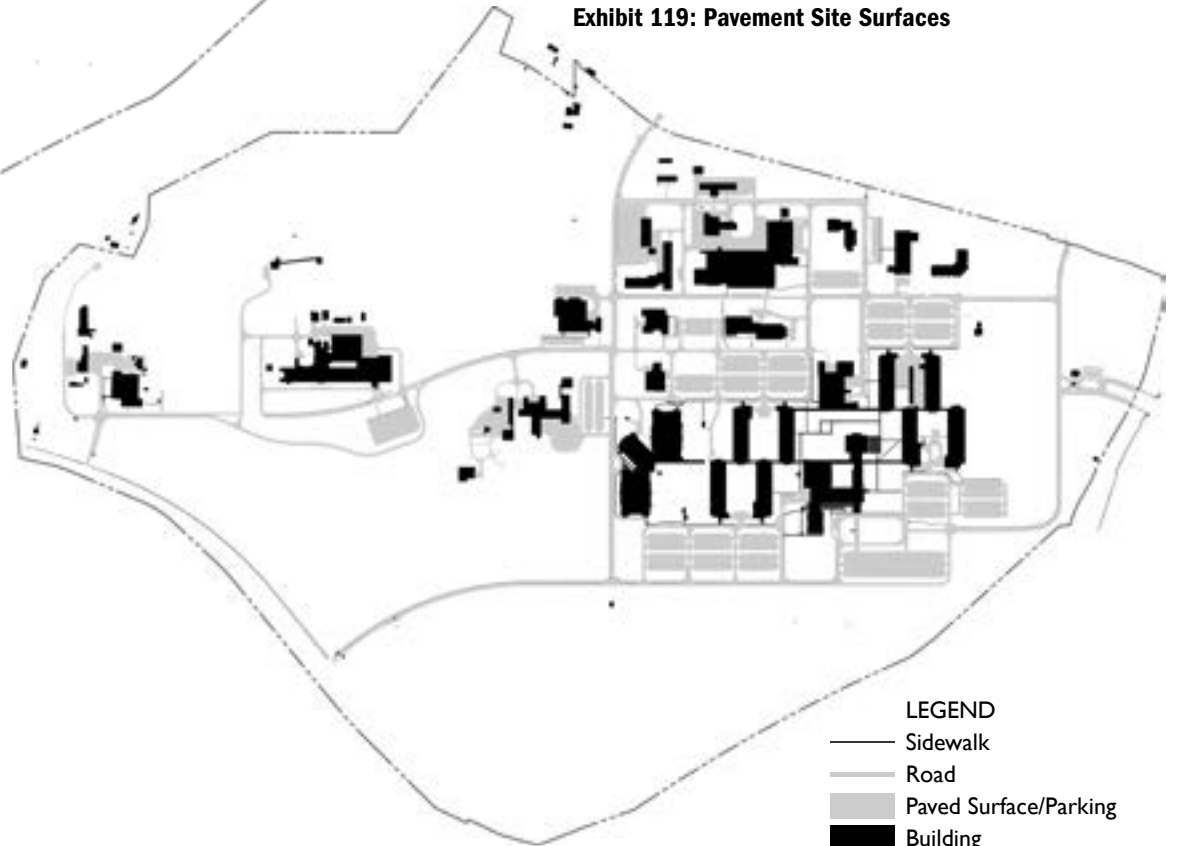 Exhibit 119: Pavement Site Surfaces
LEGEND
Sidewalk
Road
Paved Surface/Parking
Building